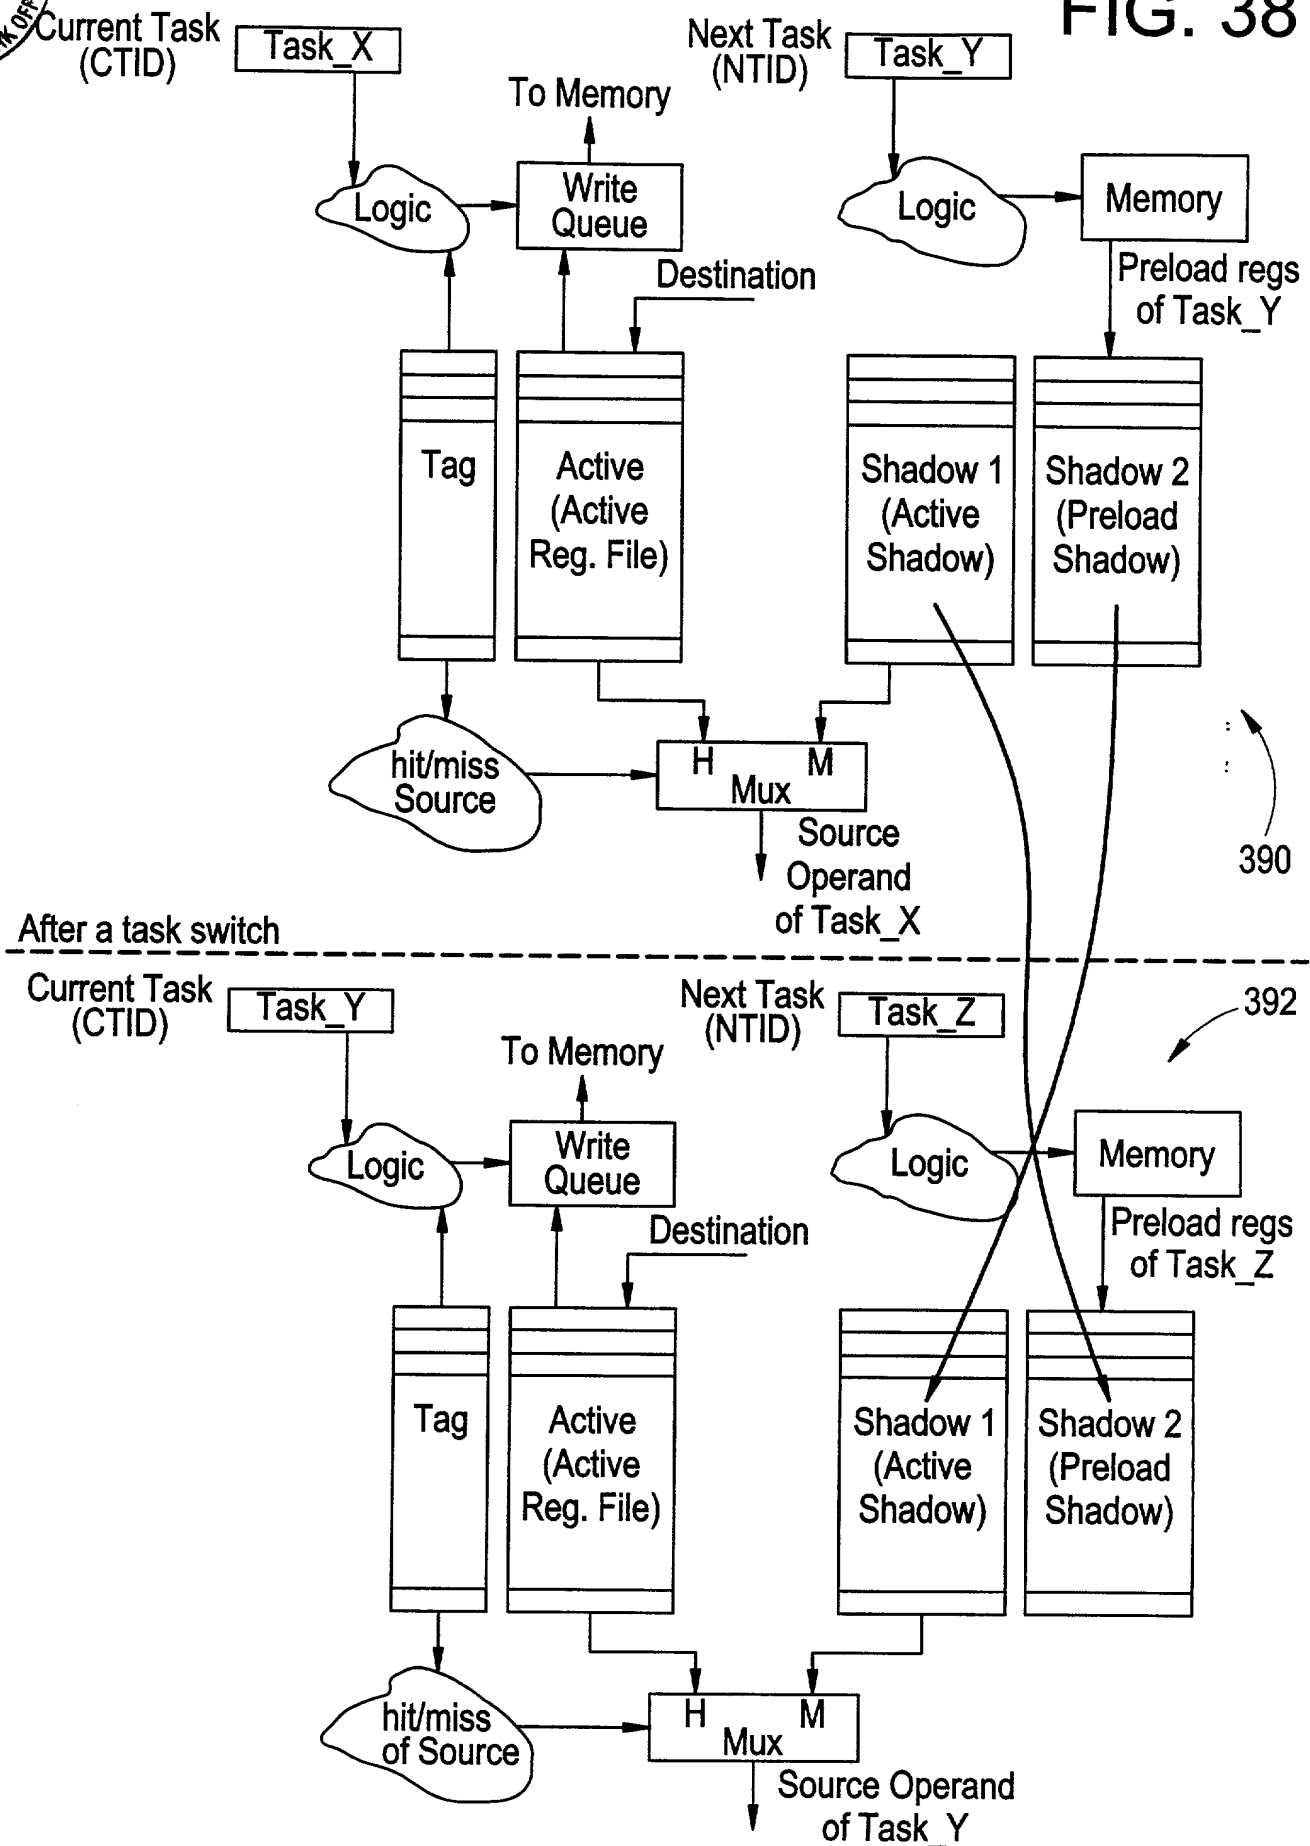 FIG. 38
Current Task
(CTID)
Task_X
To Memory
Next Task
(NTID)
Task_Y
Logic
Write
Queue
Logic
Memory
Destination
Preload regs
of Task_Y
Tag
Active
(Active
Reg. File)
Shadow 1
(Active
Shadow)
Shadow 2
(Preload
Shadow)
hit/miss
Source
H
M
Mux
Source
Operand
of Task_X
390
After a task switch
Current Task
(CTID)
Task_Y
To Memory
Next Task
(NTID)
Task_Z
392
Logic
Write
Queue
Logic
Memory
Destination
Preload regs
of Task_Z
Tag
Active
(Active
Reg. File)
Shadow 1
(Active
Shadow)
Shadow 2
(Preload
Shadow)
hit/miss
of Source
H
M
Mux
Source Operand
of Task_Y